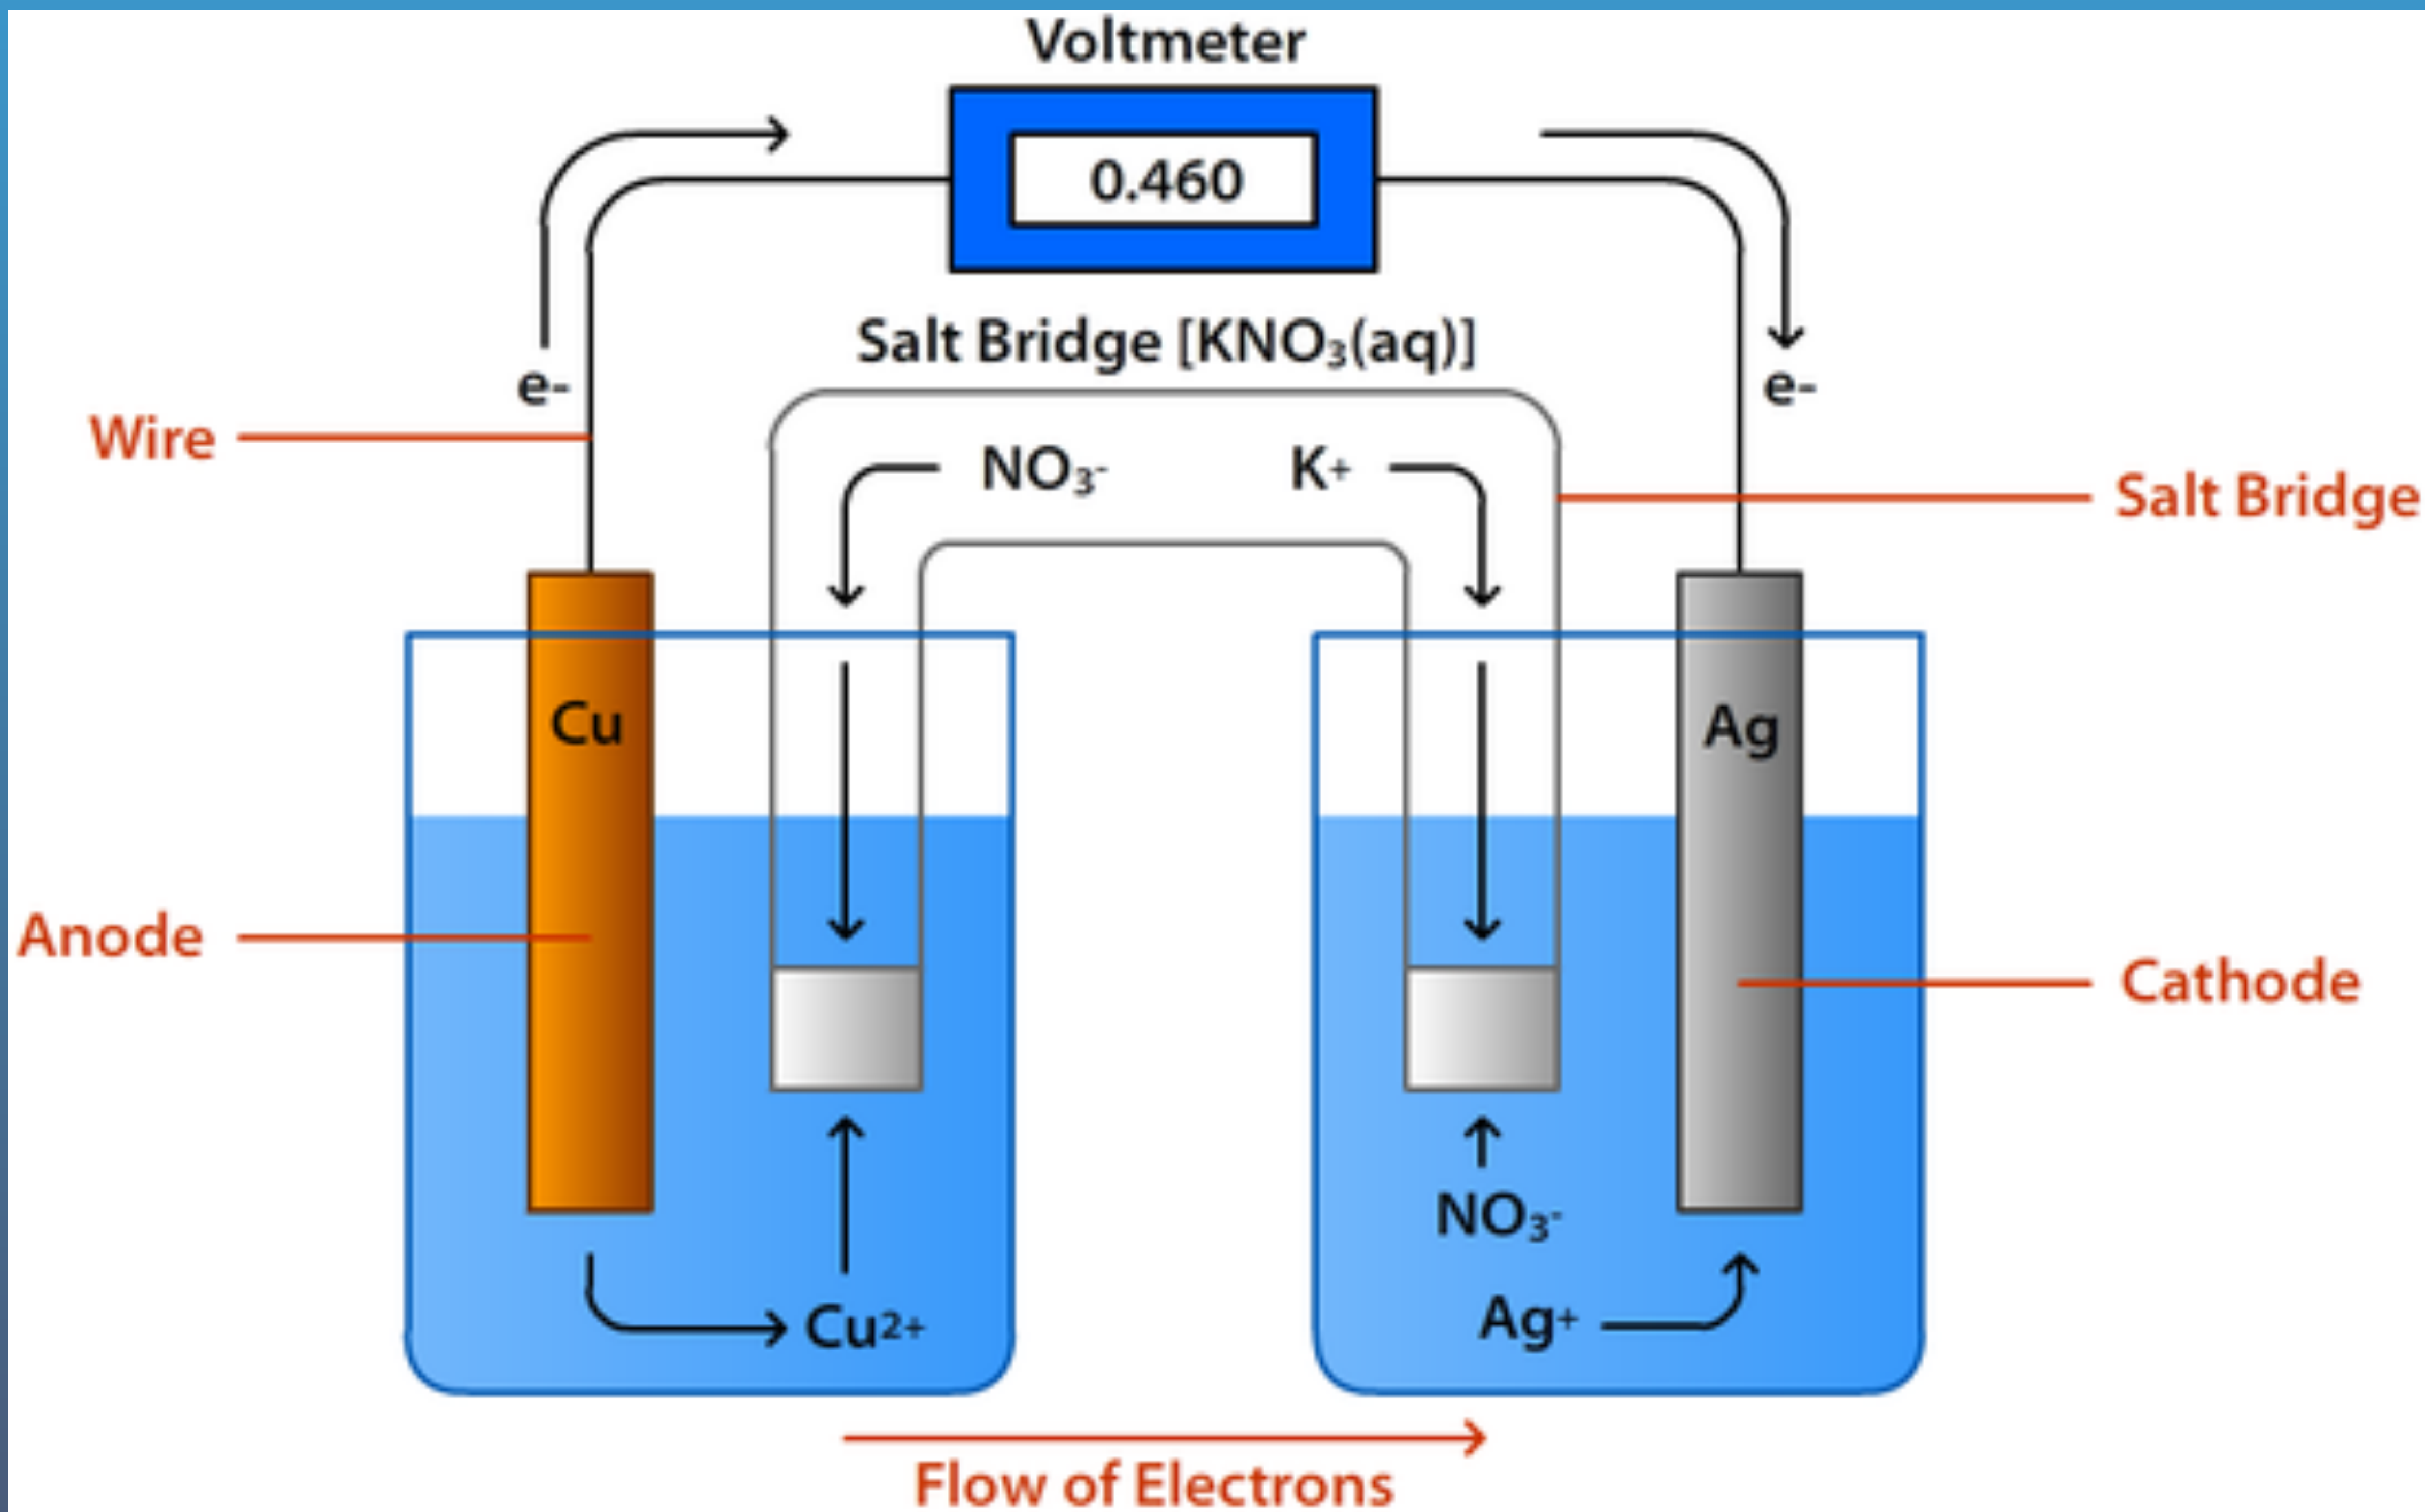 Voltmeter
0.460
Salt Bridge [KNO₃(aq)]
e-
e-
Wire
NO₃⁻
K⁺
Salt Bridge
Cu
Ag
Anode
Cathode
NO₃⁻
Cu²⁺
Ag⁺
Flow of Electrons